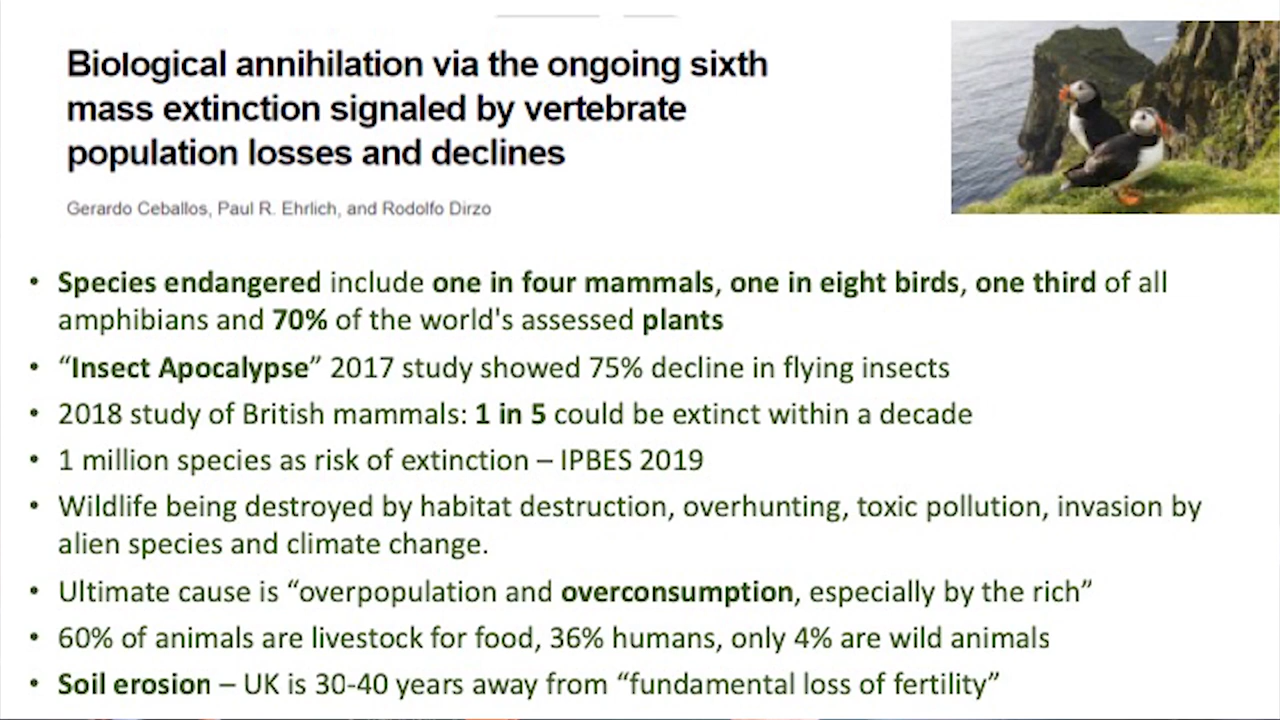 Biological annihilation via the ongoing sixth
mass extinction signaled by vertebrate
population losses and declines
Gerardo Ceballos, Paul R. Ehrlich, and Rodolfo Dirzo
• Species endangered include one in four mammals, one in eight birds, one third of all
amphibians and 70% of the world's assessed plants
• “Insect Apocalypse” 2017 study showed 75% decline in flying insects
• 2018 study of British mammals: 1 in 5 could be extinct within a decade
• 1 million species as risk of extinction – IPBES 2019
• Wildlife being destroyed by habitat destruction, overhunting, toxic pollution, invasion by
alien species and climate change.
• Ultimate cause is “overpopulation and overconsumption, especially by the rich”
• 60% of animals are livestock for food, 36% humans, only 4% are wild animals
• Soil erosion – UK is 30-40 years away from “fundamental loss of fertility”